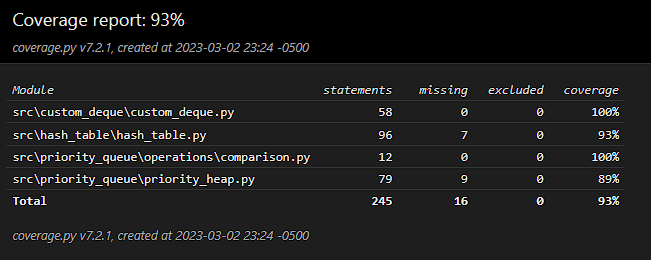 Coverage report: 93%
coverage.py v7.2.1, created at 2023-03-02 23:24 -0500
Module statements missing excluded coverage
src\custom_deque\custom_deque.py 58 0 0 100%
src\hash_table\hash_table.py 96 7 0 93%
src\priority_queue\operations\comparison.py 12 0 0 100%
src\priority_queue\priority_heap.py 79 9 0 89%
Total 245 16 0 93%
coverage.py v7.2.1, created at 2023-03-02 23:24 -0500